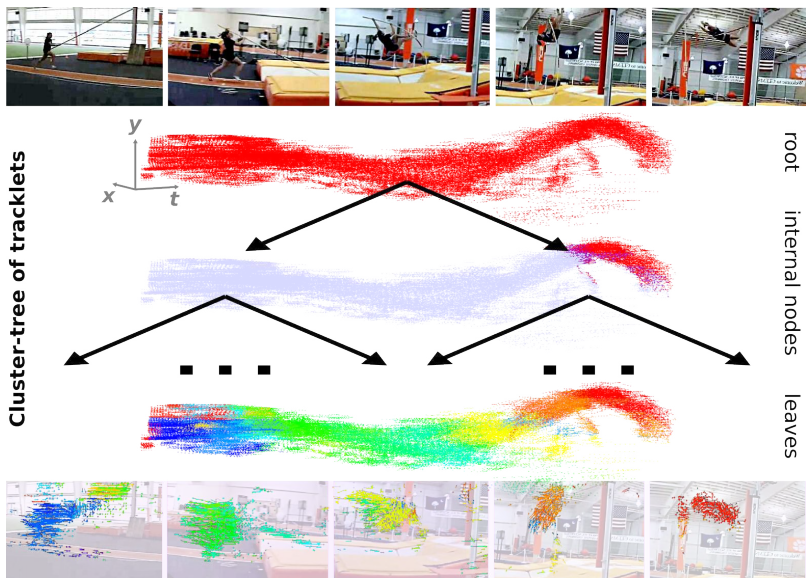 y
x
t
root
Cluster-tree of tracklets
internal nodes
leaves